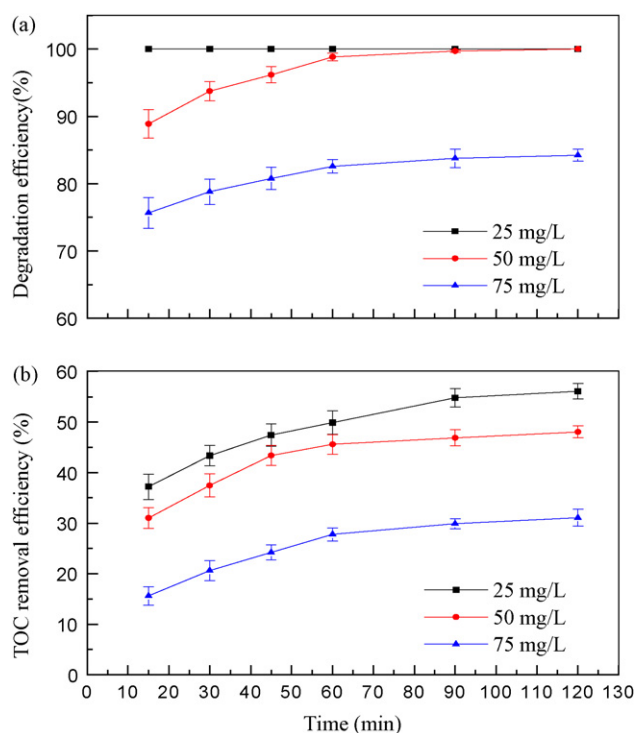 (a)
100
90
80
70
60
Degradation efficiency(%)
25 mg/L
50 mg/L
75 mg/L
(b)
60
50
40
30
20
10
0
TOC removal efficiency (%)
25 mg/L
50 mg/L
75 mg/L
0 10 20 30 40 50 60 70 80 90 100 110 120 130
Time (min)